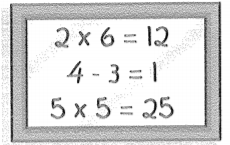 2 x 6 = 12
4 - 3 = 1
5 x 5 = 25